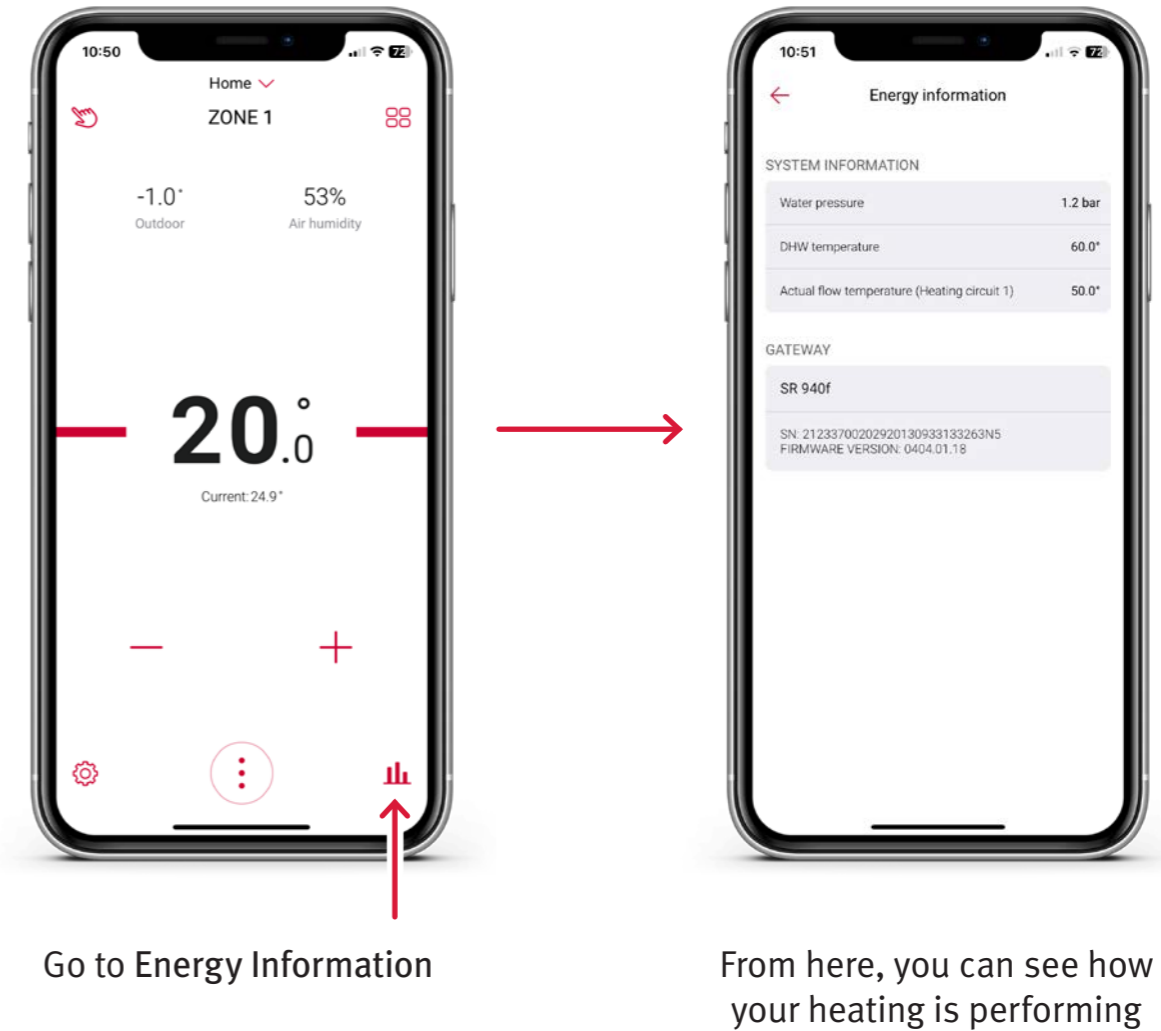 10:50
72
Home
ZONE 1
-1.0°
53%
Outdoor
Air humidity
20.0°
Current: 24.9°
Go to Energy Information
10:51
72
Energy information
SYSTEM INFORMATION
Water pressure 1.2 bar
DHW temperature 60.0°
Actual flow temperature (Heating circuit 1) 50.0°
GATEWAY
SR 940f
SN: 21233700202920130933133263N5
FIRMWARE VERSION: 0404.01.18
From here, you can see how
your heating is performing